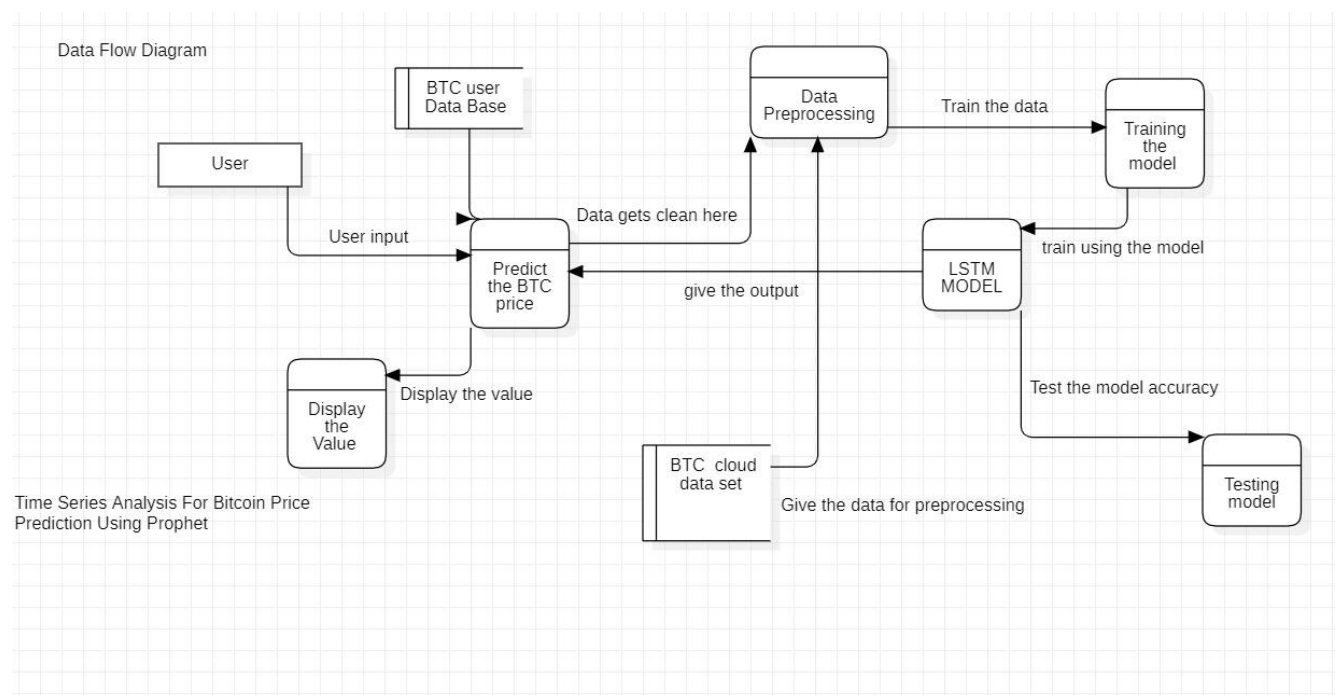 Data Flow Diagram
BTC user
Data Base
Data
Preprocessing
Train the data
Training
the
model
User
User input
Data gets clean here
Predict
the BTC
price
give the output
LSTM
MODEL
train using the model
Display the value
Display
the
Value
Test the model accuracy
BTC  cloud
data set
Give the data for preprocessing
Testing
model
Time Series Analysis For Bitcoin Price
Prediction Using Prophet